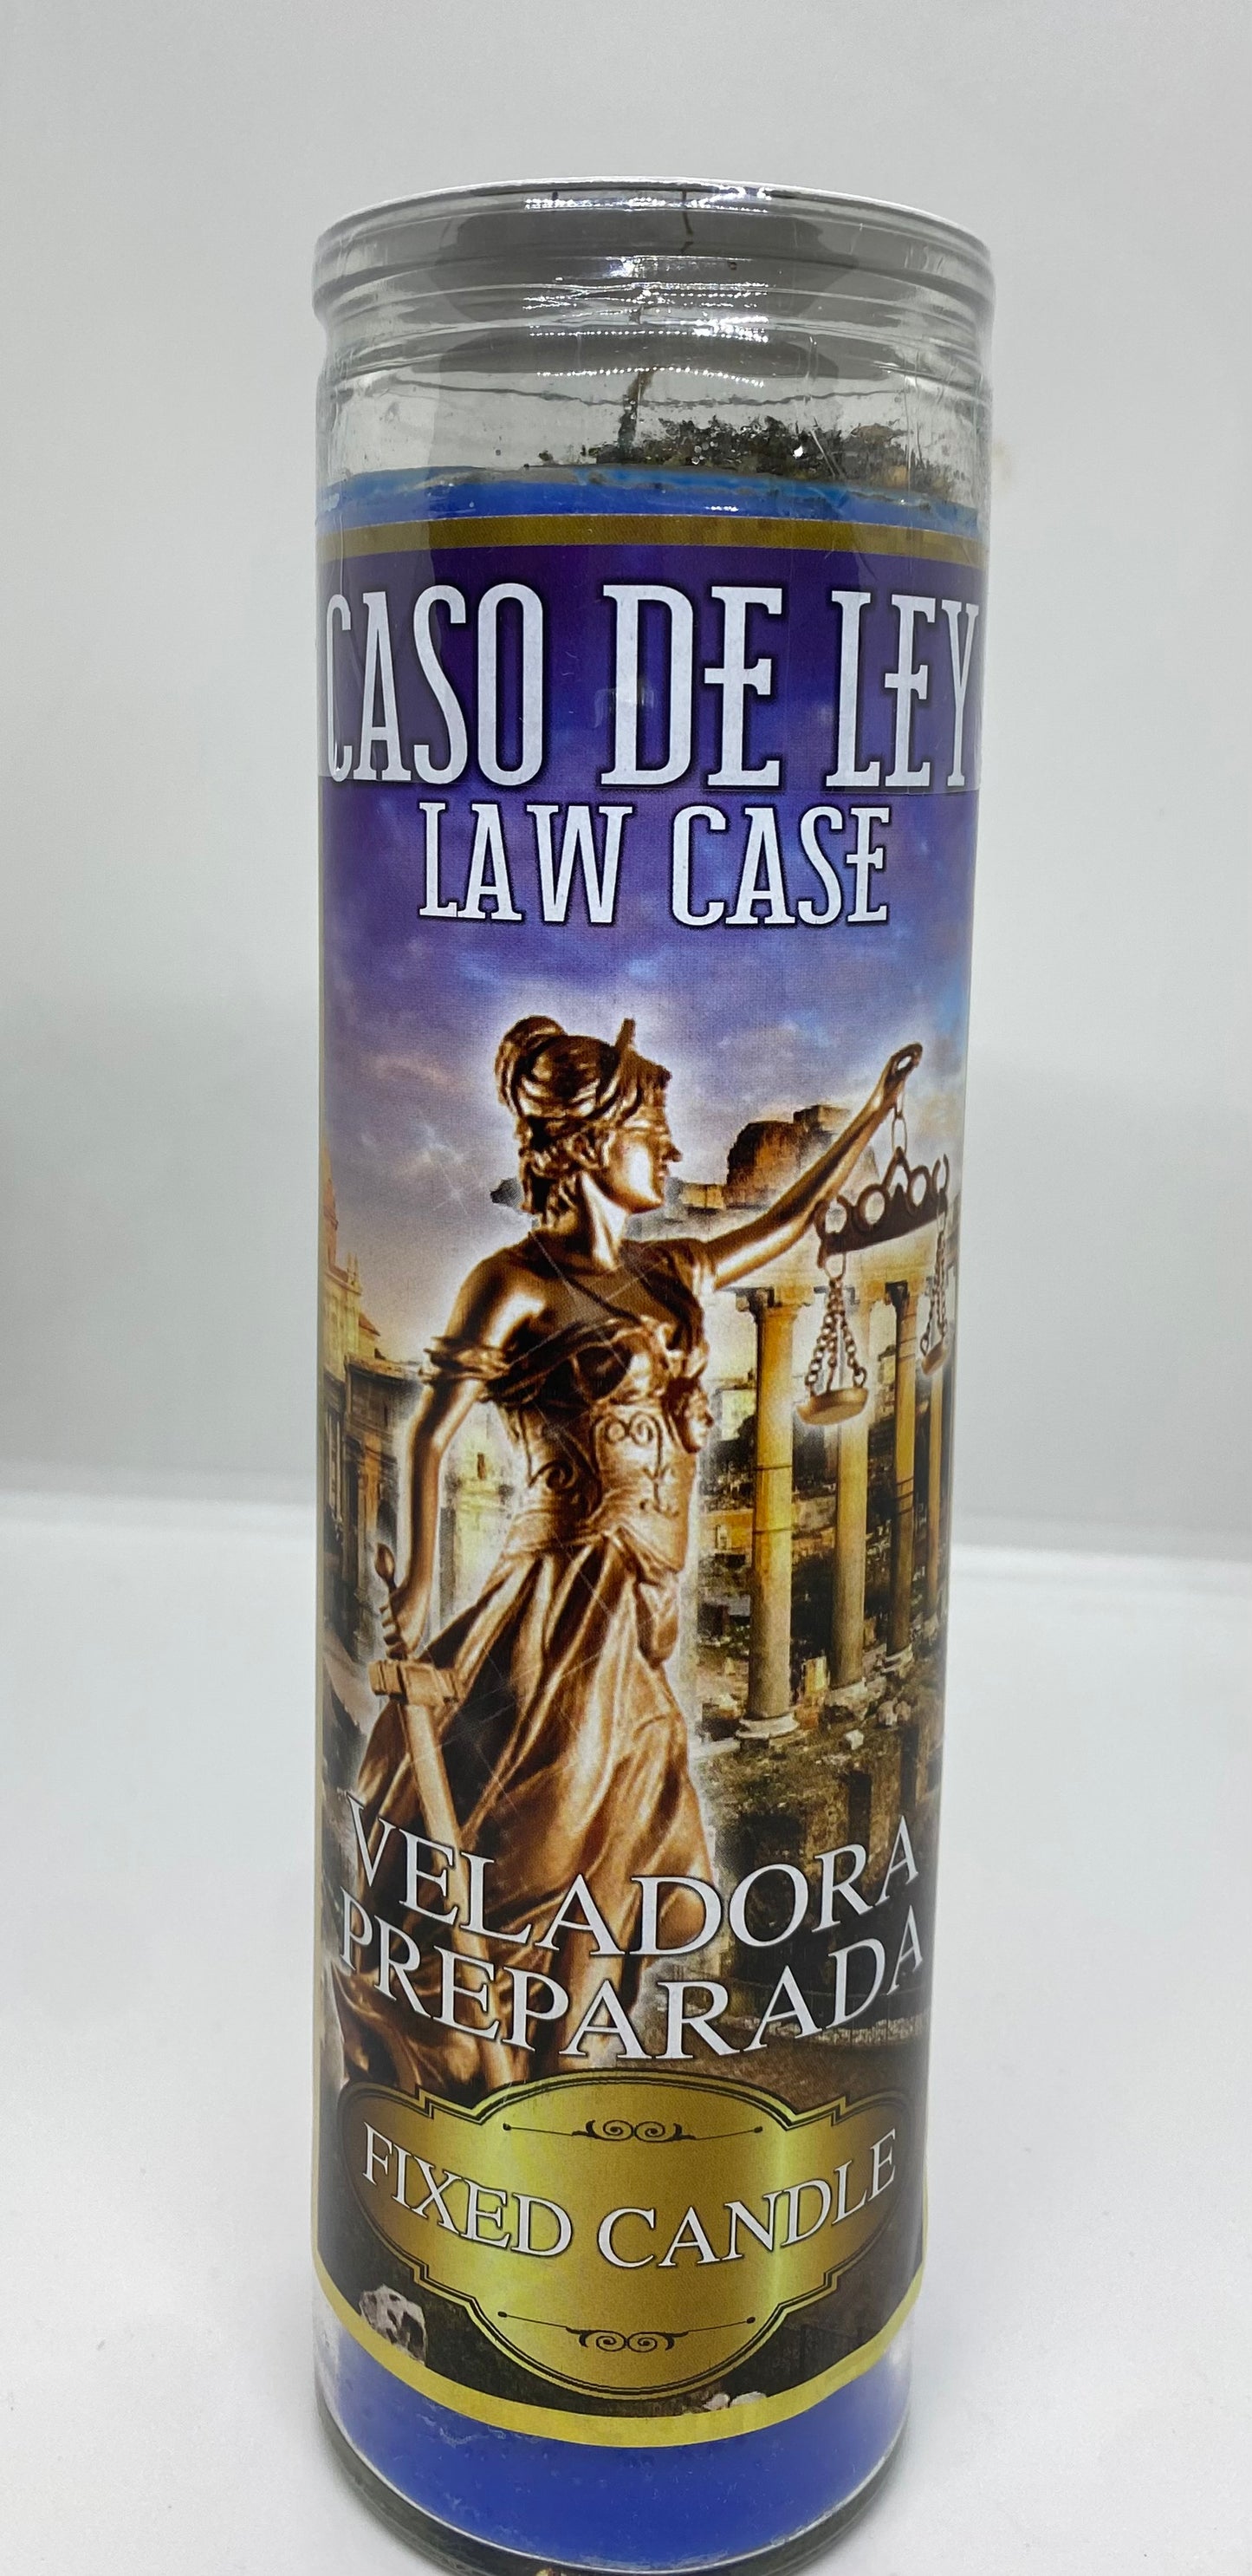 CASO DE LEY
LAW CASE
VELADORA
PREPARADA
FIXED CANDLE